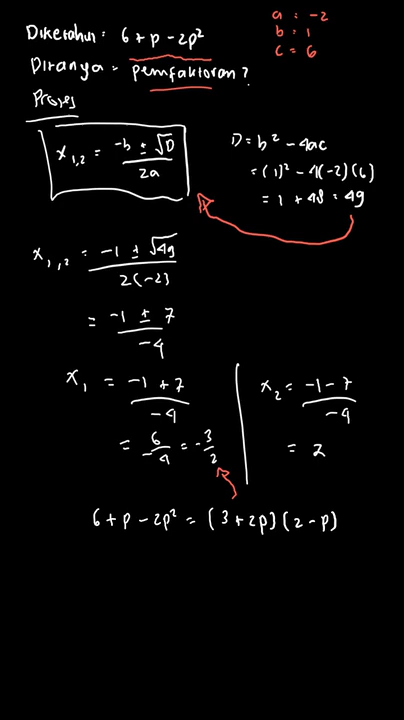 Diketahui : 6 + p - 2p²
a = -2
b = 1
c = 6
Ditanya = pemfaktoran?
Proses
x₁,₂ = (-b ± √D) / 2a
D = b² - 4ac
= (1)² - 4(-2)(6)
= 1 + 48 = 49
x₁,₂ = (-1 ± √49) / 2(-2)
= (-1 ± 7) / -4
x₁ = (-1 + 7) / -4
= 6/-4 = -3/2
x₂ = (-1 - 7) / -4
= 2
6 + p - 2p² = (3 + 2p)(2 - p)